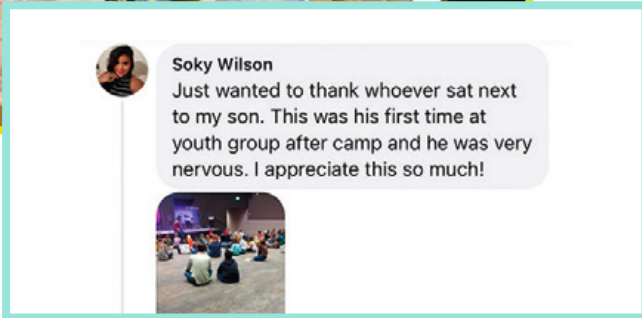 Soky Wilson
Just wanted to thank whoever sat next
to my son. This was his first time at
youth group after camp and he was very
nervous. I appreciate this so much!